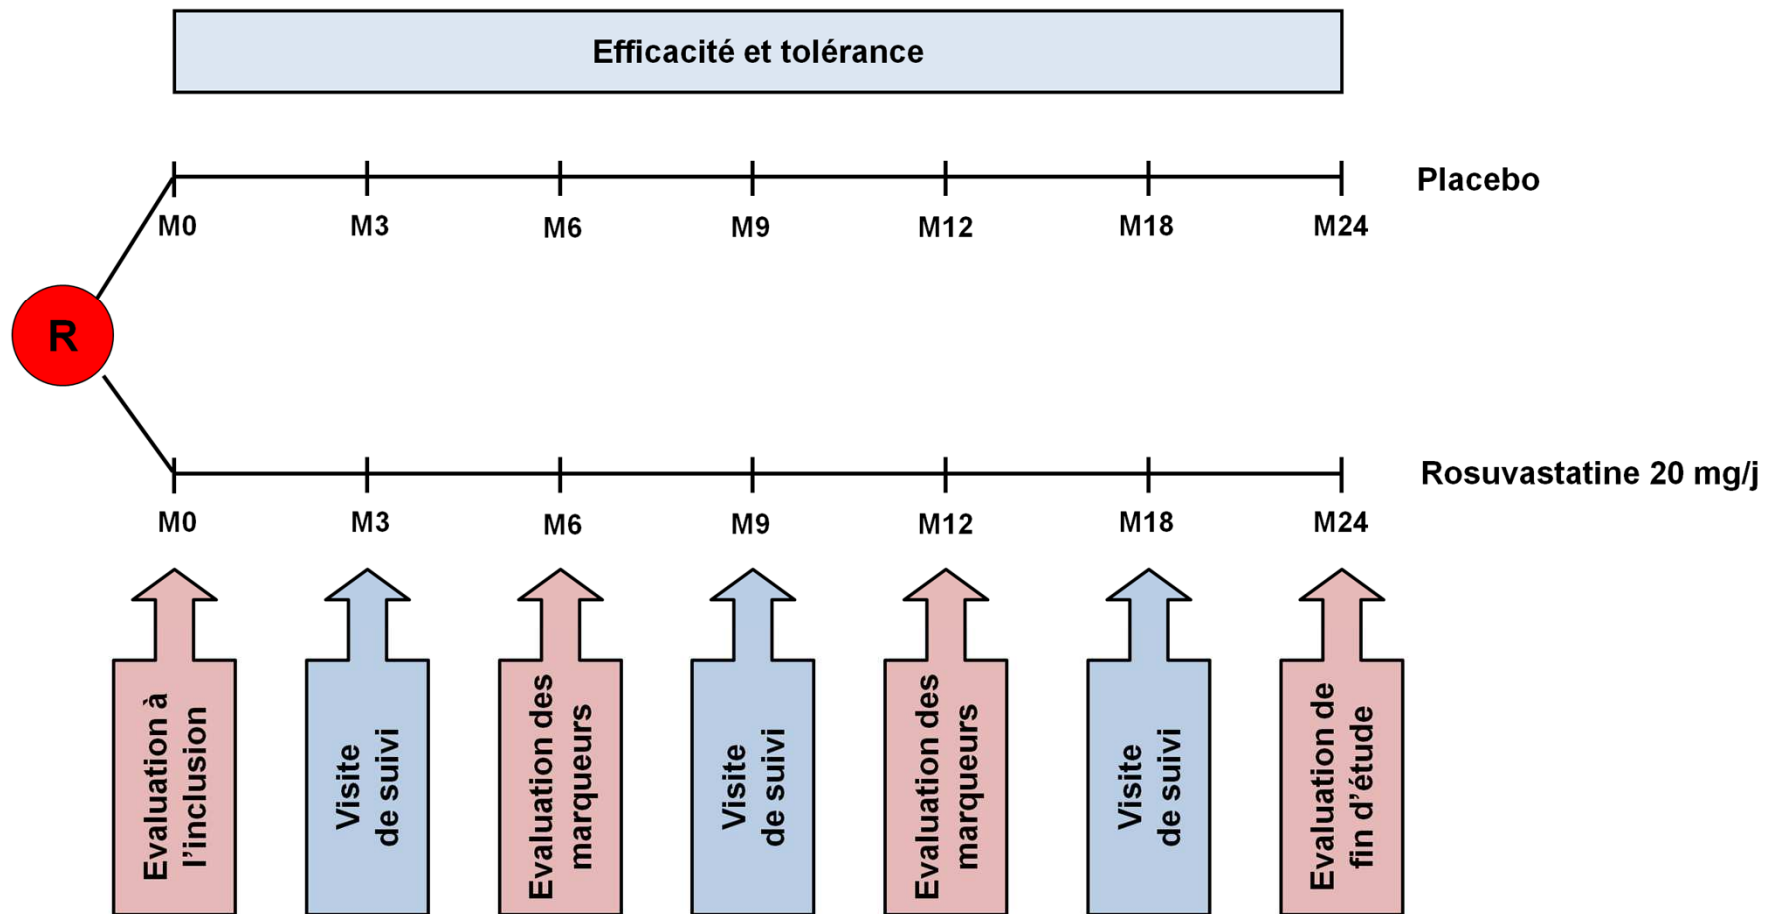 Efficacité et tolérance
Placebo
M0 M3 M6 M9 M12 M18 M24
R
Rosuvastatine 20 mg/j
M0 M3 M6 M9 M12 M18 M24
Evaluation à
l'inclusion
Visite
de suivi
Evaluation des
marqueurs
Visite
de suivi
Evaluation des
marqueurs
Visite
de suivi
Evaluation de
fin d'étude